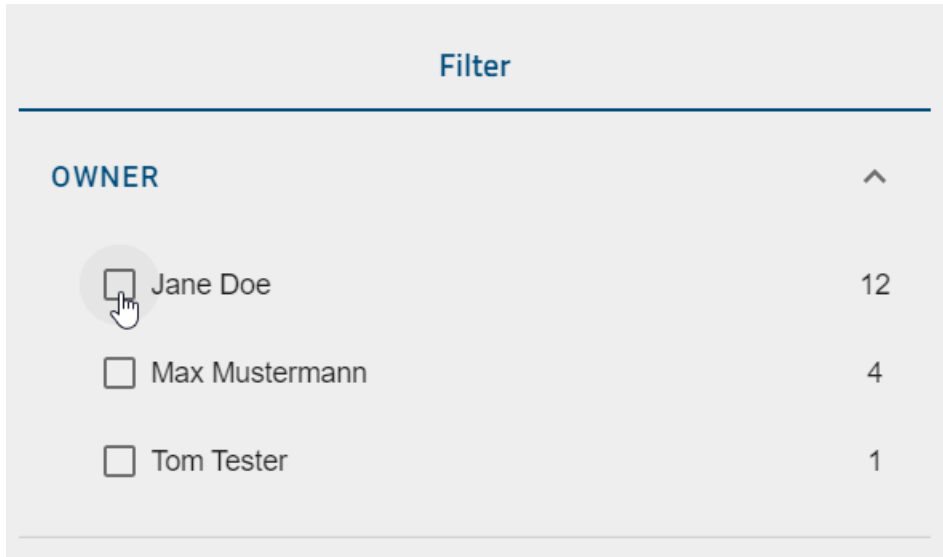 Filter
OWNER
Jane Doe 12
Max Mustermann 4
Tom Tester 1